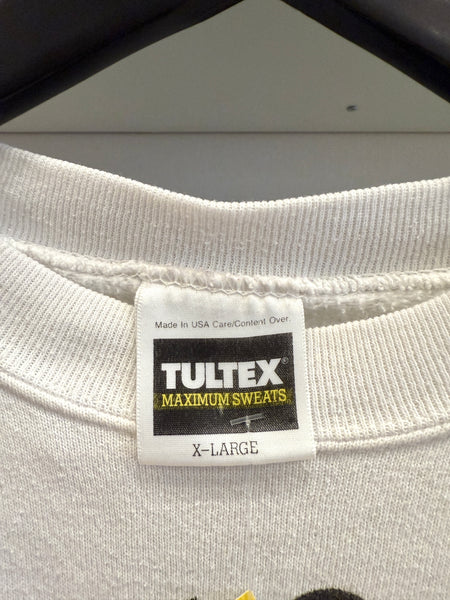 Made In USA Care/Content Over.
TULTEX®
MAXIMUM SWEATS
X-LARGE